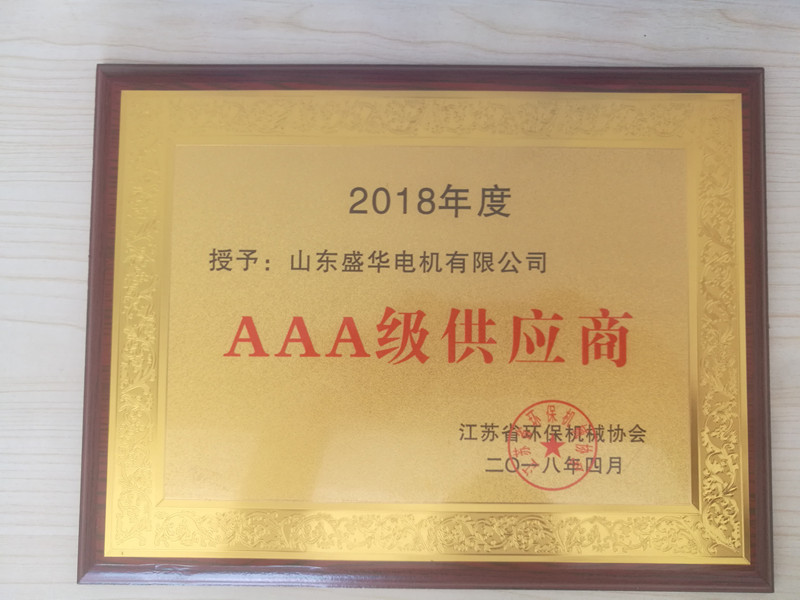 2018年度
授予：山东盛华电机有限公司
AAA级供应商
江苏省环保机械协会
二〇一八年四月